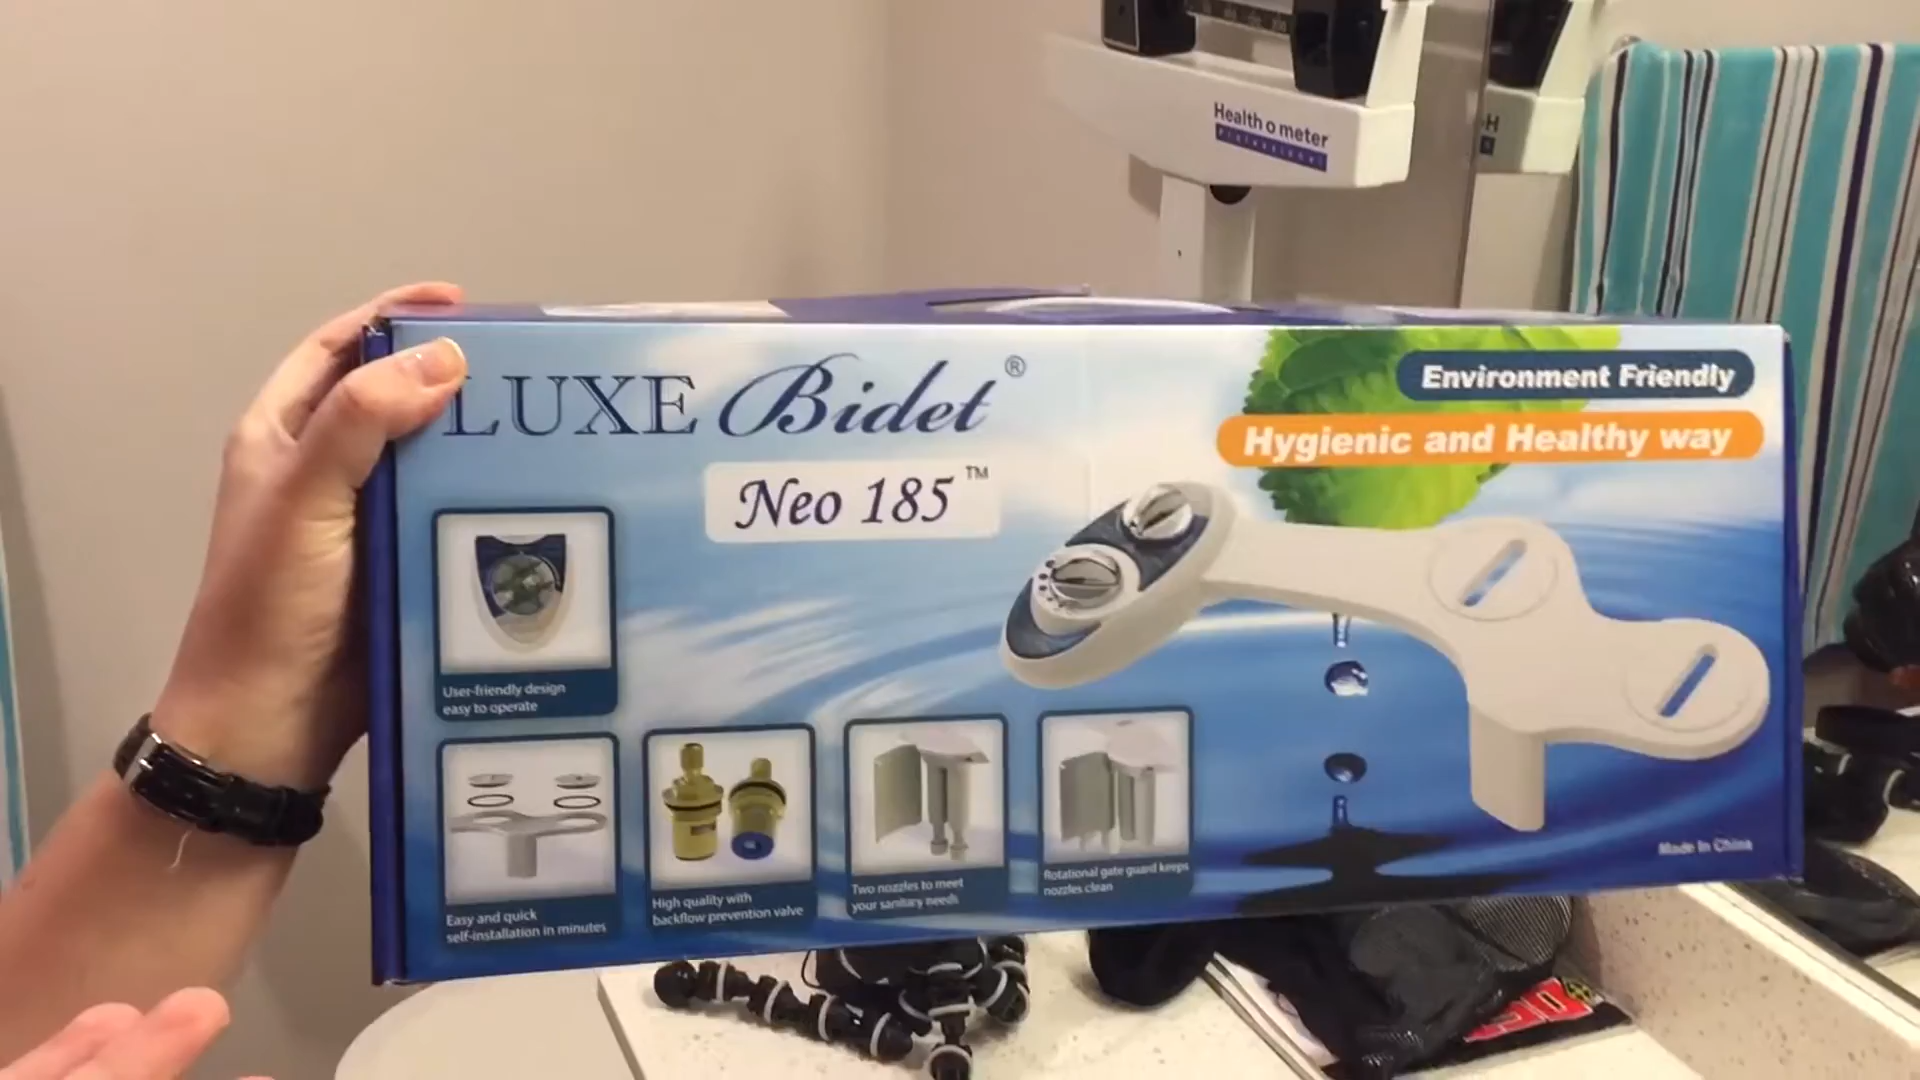 Health o meter
Professional
LUXE Bidet®
Neo 185™
Environment Friendly
Hygienic and Healthy way
User-friendly design
easy to operate
Easy and quick
self-installation in minutes
High quality with
backflow prevention valve
Two nozzles to meet
your sanitary needs
Rotational gate guard keeps
nozzles clean
Made In China